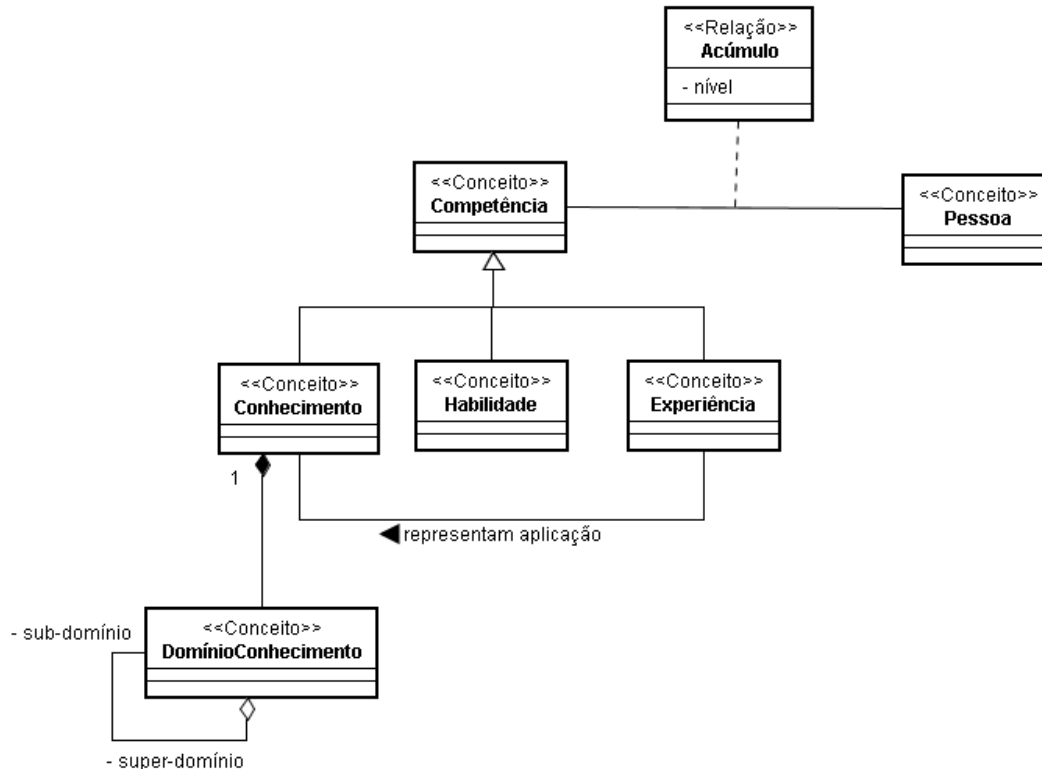 <<Relação>>
Acúmulo
- nível
<<Conceito>>
Competência
<<Conceito>>
Pessoa
<<Conceito>>
Conhecimento
<<Conceito>>
Habilidade
<<Conceito>>
Experiência
1
representam aplicação
<<Conceito>>
DomínioConhecimento
- sub-domínio
- super-domínio